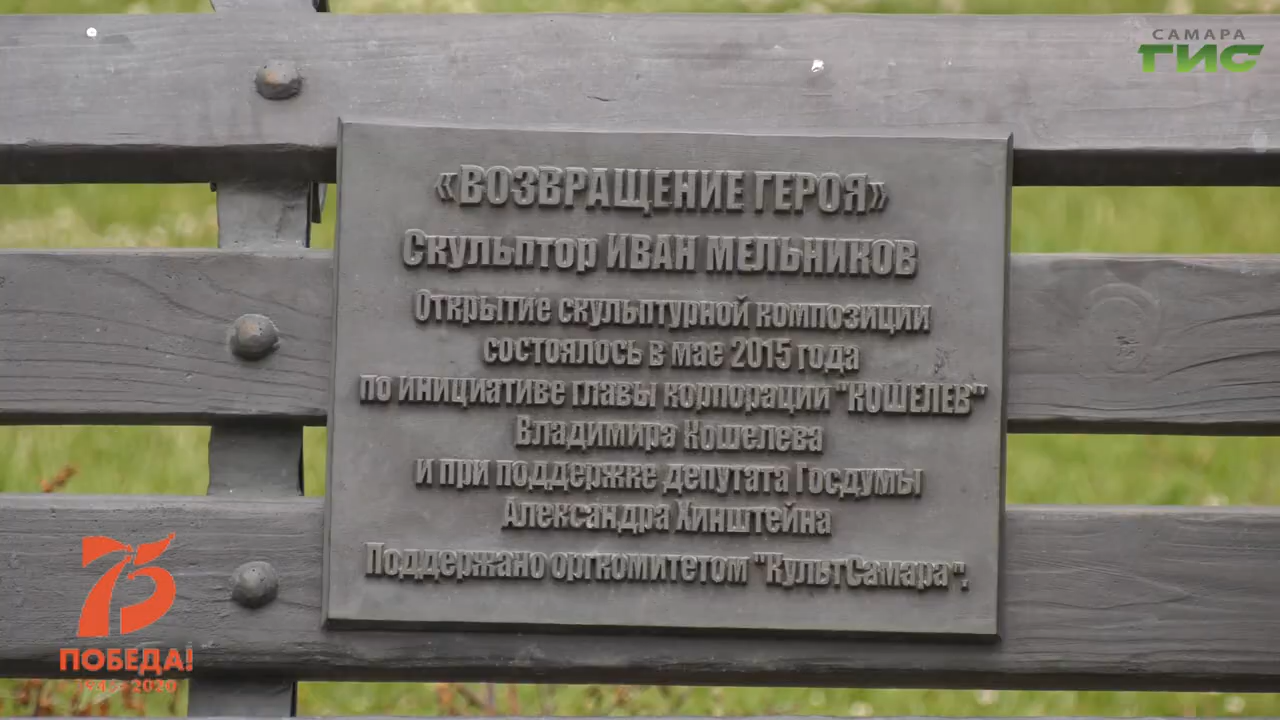 САМАРА
ГИС
«ВОЗВРАЩЕНИЕ ГЕРОЯ»
Скульптор ИВАН МЕЛЬНИКОВ
Открытие скульптурной композиции
состоялось в мае 2015 года
по инициативе главы корпорации "КОШЕЛЕВ"
Владимира Кошелева
и при поддержке депутата Госдумы
Александра Хинштейна
Поддержано оргкомитетом "КультСамара".
75
ПОБЕДА!
1945-2020